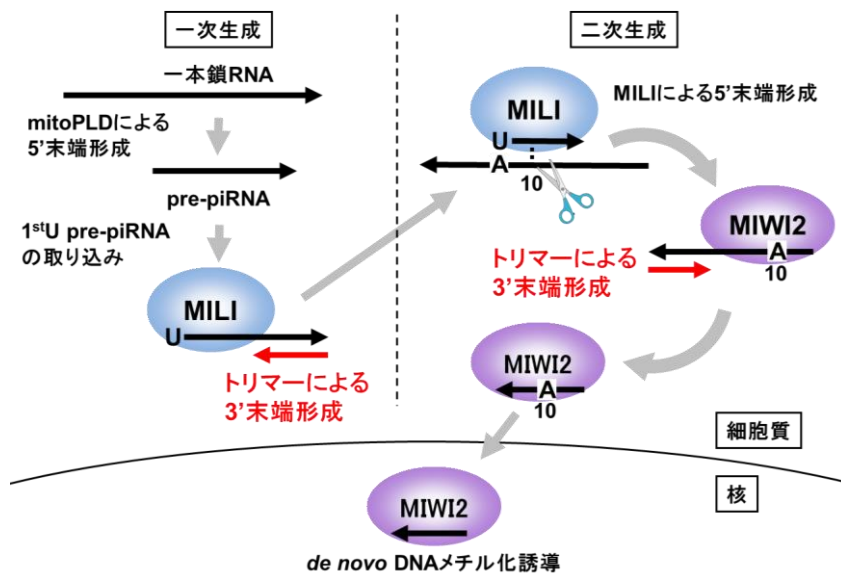 一次生成
一本鎖RNA
mitoPLDによる
5’末端形成
pre-piRNA
1stU pre-piRNA
の取り込み
MILI
U
トリマーによる
3’末端形成
二次生成
MILIによる5’末端形成
MILI
U
A
10
MIWI2
A
10
トリマーによる
3’末端形成
MIWI2
A
10
細胞質
核
MIWI2
de novo DNAメチル化誘導